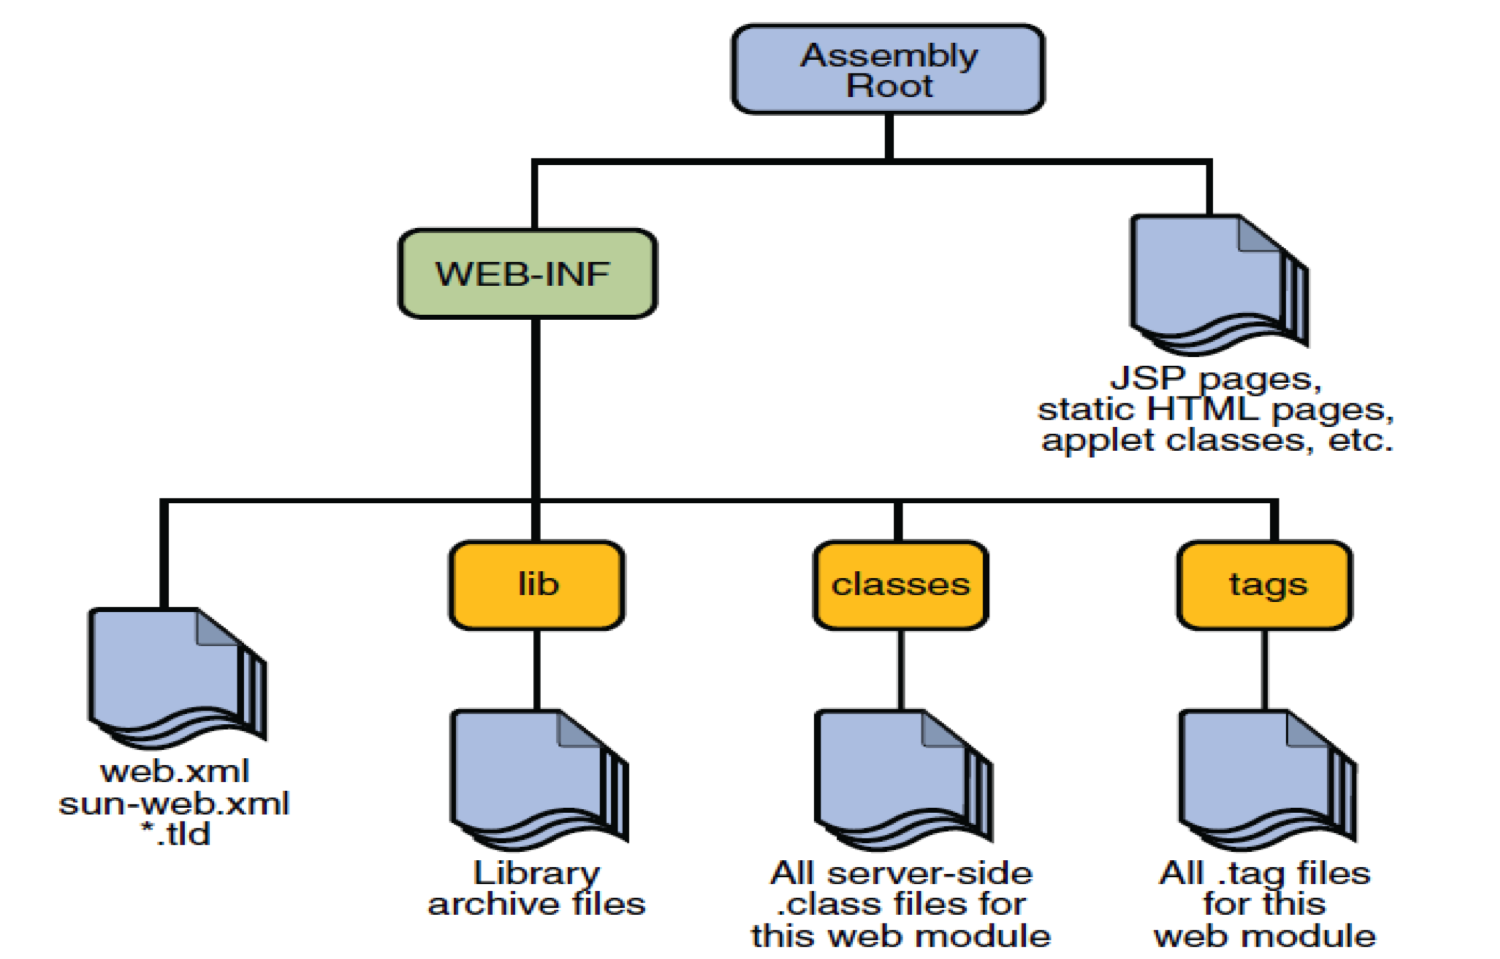 Assembly
Root
WEB-INF
JSP pages,
static HTML pages,
applet classes, etc.
lib
classes
tags
web.xml
sun-web.xml
*.tld
Library
archive files
All server-side
.class files for
this web module
All .tag files
for this
web module